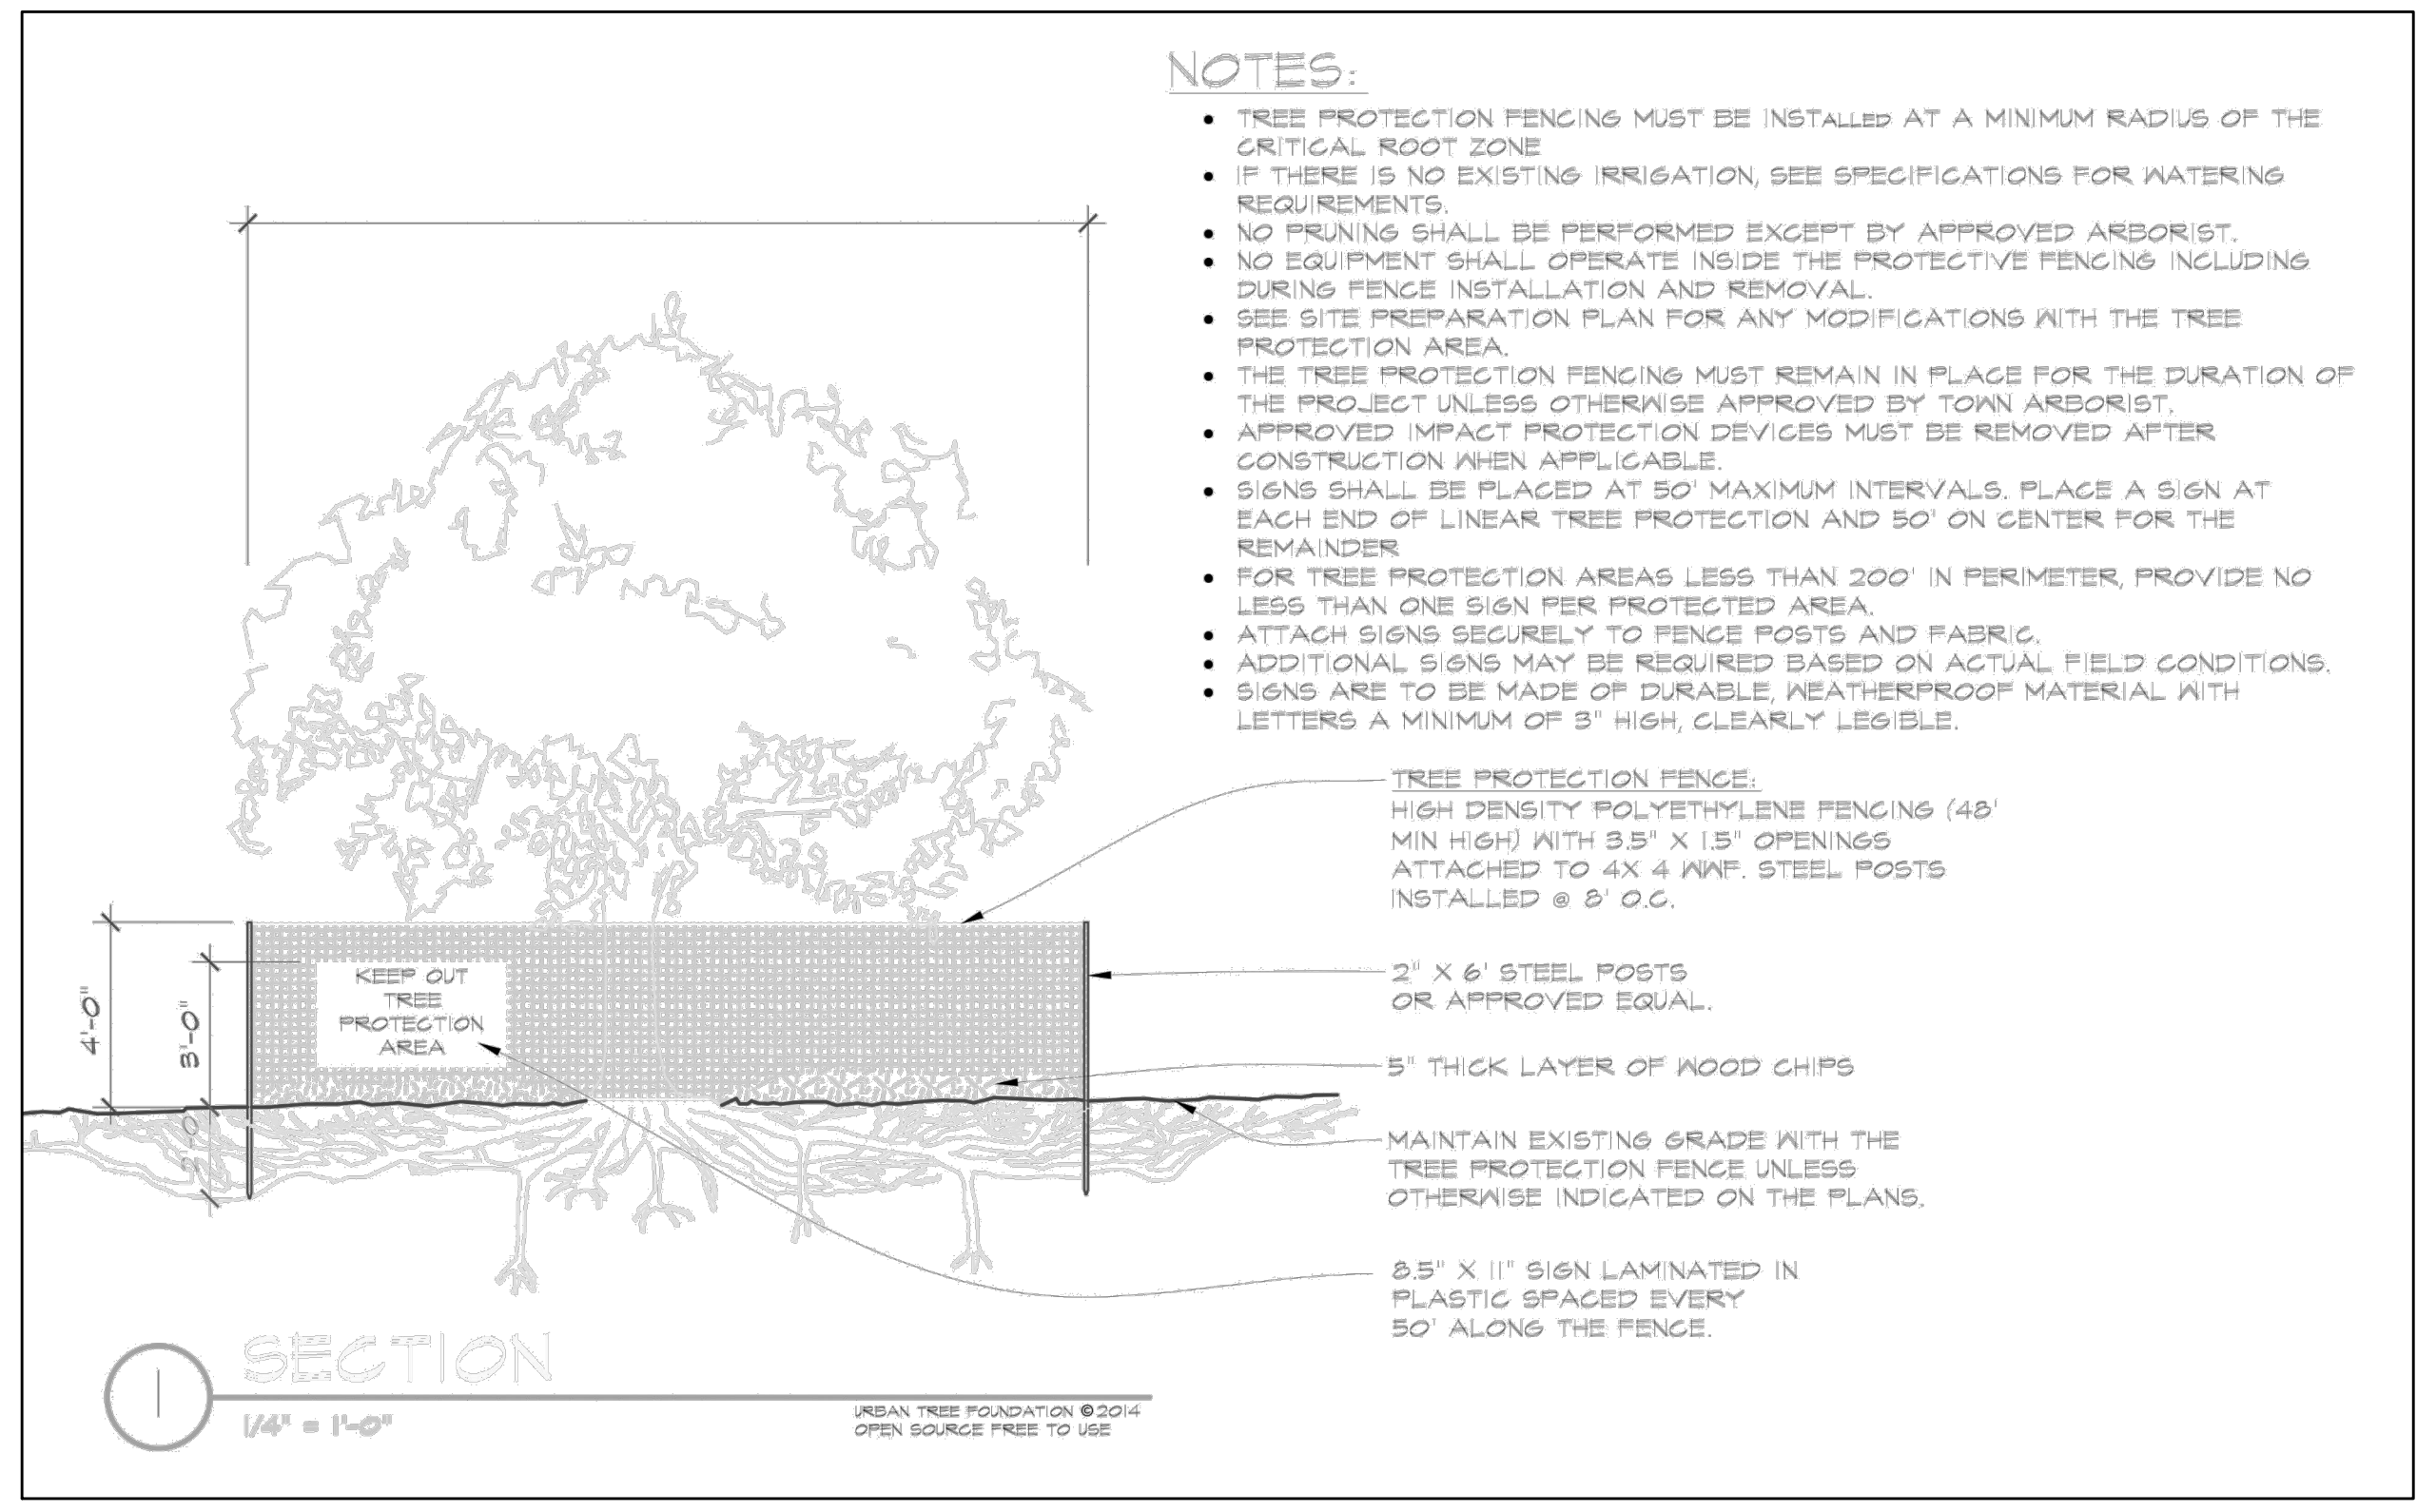 NOTES:
• TREE PROTECTION FENCING MUST BE INSTALLED AT A MINIMUM RADIUS OF THE
CRITICAL ROOT ZONE
• IF THERE IS NO EXISTING IRRIGATION, SEE SPECIFICATIONS FOR WATERING
REQUIREMENTS.
• NO PRUNING SHALL BE PERFORMED EXCEPT BY APPROVED ARBORIST.
• NO EQUIPMENT SHALL OPERATE INSIDE THE PROTECTIVE FENCING INCLUDING
DURING FENCE INSTALLATION AND REMOVAL.
• SEE SITE PREPARATION PLAN FOR ANY MODIFICATIONS WITH THE TREE
PROTECTION AREA.
• THE TREE PROTECTION FENCING MUST REMAIN IN PLACE FOR THE DURATION OF
THE PROJECT UNLESS OTHERWISE APPROVED BY TOWN ARBORIST.
• APPROVED IMPACT PROTECTION DEVICES MUST BE REMOVED AFTER
CONSTRUCTION WHEN APPLICABLE.
• SIGNS SHALL BE PLACED AT 50' MAXIMUM INTERVALS. PLACE A SIGN AT
EACH END OF LINEAR TREE PROTECTION AND 50' ON CENTER FOR THE
REMAINDER
• FOR TREE PROTECTION AREAS LESS THAN 200' IN PERIMETER, PROVIDE NO
LESS THAN ONE SIGN PER PROTECTED AREA.
• ATTACH SIGNS SECURELY TO FENCE POSTS AND FABRIC.
• ADDITIONAL SIGNS MAY BE REQUIRED BASED ON ACTUAL FIELD CONDITIONS.
• SIGNS ARE TO BE MADE OF DURABLE, WEATHERPROOF MATERIAL WITH
LETTERS A MINIMUM OF 3" HIGH, CLEARLY LEGIBLE.
TREE PROTECTION FENCE:
HIGH DENSITY POLYETHYLENE FENCING (48'
MIN HIGH) WITH 3.5" X 1.5" OPENINGS
ATTACHED TO 4X 4 WWF. STEEL POSTS
INSTALLED @ 8' O.C.
2" X 6' STEEL POSTS
OR APPROVED EQUAL.
5" THICK LAYER OF WOOD CHIPS
MAINTAIN EXISTING GRADE WITH THE
TREE PROTECTION FENCE UNLESS
OTHERWISE INDICATED ON THE PLANS.
8.5" X 11" SIGN LAMINATED IN
PLASTIC SPACED EVERY
50' ALONG THE FENCE.
KEEP OUT
TREE
PROTECTION
AREA
4'-0"
3'-0"
1
SECTION
1/4" = 1'-0"
URBAN TREE FOUNDATION © 2014
OPEN SOURCE FREE TO USE